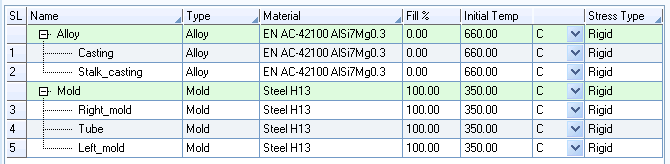 SL Name Type Material Fill % Initial Temp Stress Type
Alloy Alloy EN AC-42100 AlSi7Mg0.3 0.00 660.00 C Rigid
1 Casting Alloy EN AC-42100 AlSi7Mg0.3 0.00 660.00 C Rigid
2 Stalk_casting Alloy EN AC-42100 AlSi7Mg0.3 0.00 660.00 C Rigid
Mold Mold Steel H13 100.00 350.00 C Rigid
3 Right_mold Mold Steel H13 100.00 350.00 C Rigid
4 Tube Mold Steel H13 100.00 350.00 C Rigid
5 Left_mold Mold Steel H13 100.00 350.00 C Rigid